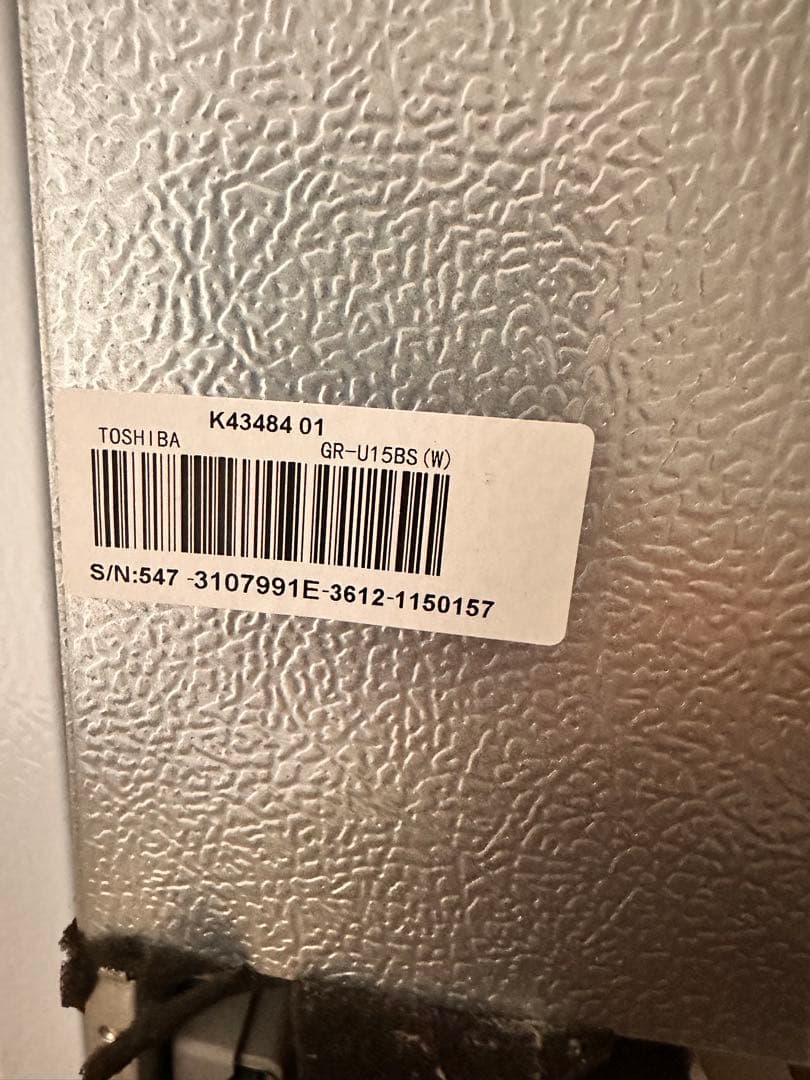 K43484 01
TOSHIBA
GR-U15BS(W)
S/N:547 -3107991E-3612-1150157